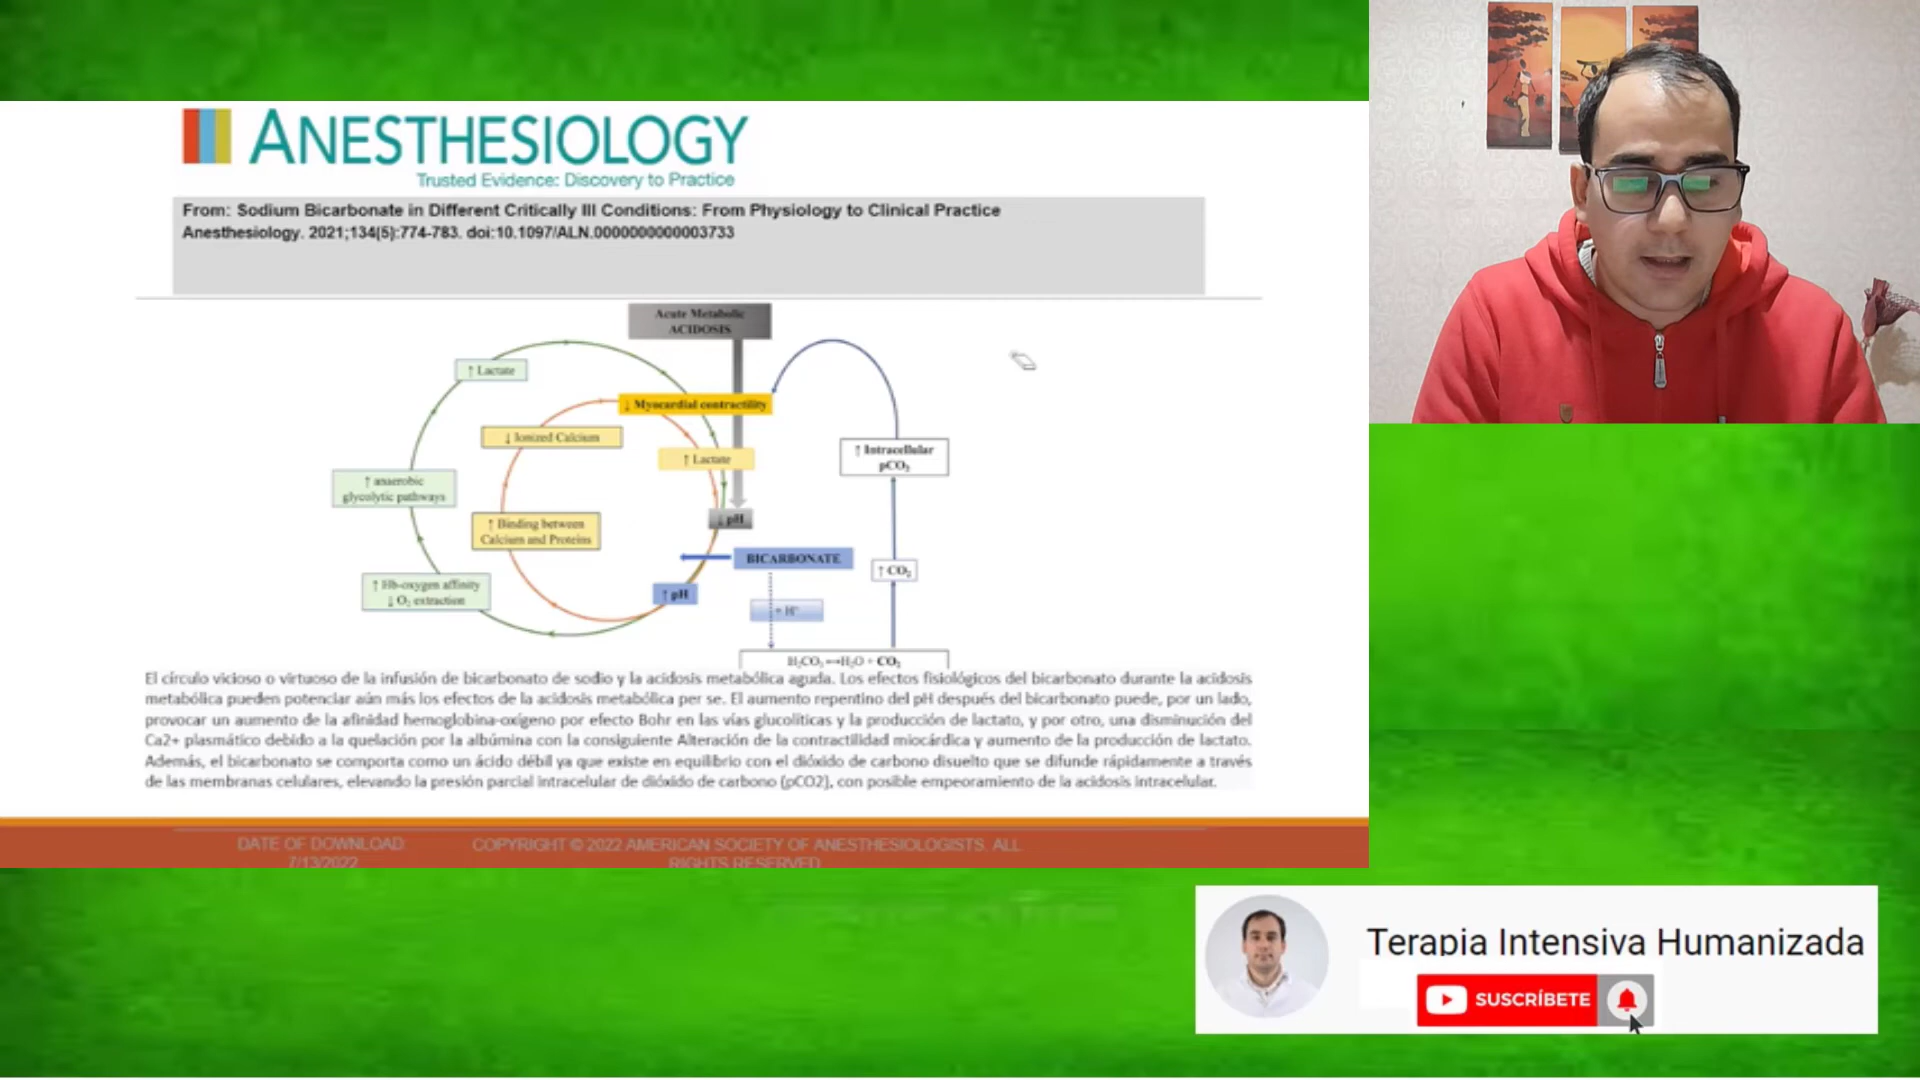 ANESTHESIOLOGY
Trusted Evidence: Discovery to Practice
From: Sodium Bicarbonate in Different Critically Ill Conditions: From Physiology to Clinical Practice
Anesthesiology. 2021;134(5):774-783. doi:10.1097/ALN.0000000000003733
Acute Metabolic
ACIDOSIS
↑ Lactate
↓ Myocardial contractility
↓ Ionized Calcium
↑ Lactate
↑ Intracellular
pCO₂
↑ anaerobic
glycolytic pathways
↓ pH
↑ Binding between
Calcium and Proteins
BICARBONATE
↑ CO₂
↑ Hb-oxygen affinity
↓ O₂ extraction
↑ pH
+ H⁺
H₂CO₃⟷H₂O + CO₂
El círculo vicioso o virtuoso de la infusión de bicarbonato de sodio y la acidosis metabólica aguda. Los efectos fisiológicos del bicarbonato durante la acidosis
metabólica pueden potenciar aún más los efectos de la acidosis metabólica per se. El aumento repentino del pH después del bicarbonato puede, por un lado,
provocar un aumento de la afinidad hemoglobina-oxígeno por efecto Bohr en las vías glucolíticas y la producción de lactato, y por otro, una disminución del
Ca2+ plasmático debido a la quelación por la albúmina con la consiguiente Alteración de la contractilidad miocárdica y aumento de la producción de lactato.
Además, el bicarbonato se comporta como un ácido débil ya que existe en equilibrio con el dióxido de carbono disuelto que se difunde rápidamente a través
de las membranas celulares, elevando la presión parcial intracelular de dióxido de carbono (pCO2), con posible empeoramiento de la acidosis intracelular.
DATE OF DOWNLOAD:
7/13/2022
COPYRIGHT © 2022 AMERICAN SOCIETY OF ANESTHESIOLOGISTS. ALL
RIGHTS RESERVED.
Terapia Intensiva Humanizada
SUSCRÍBETE